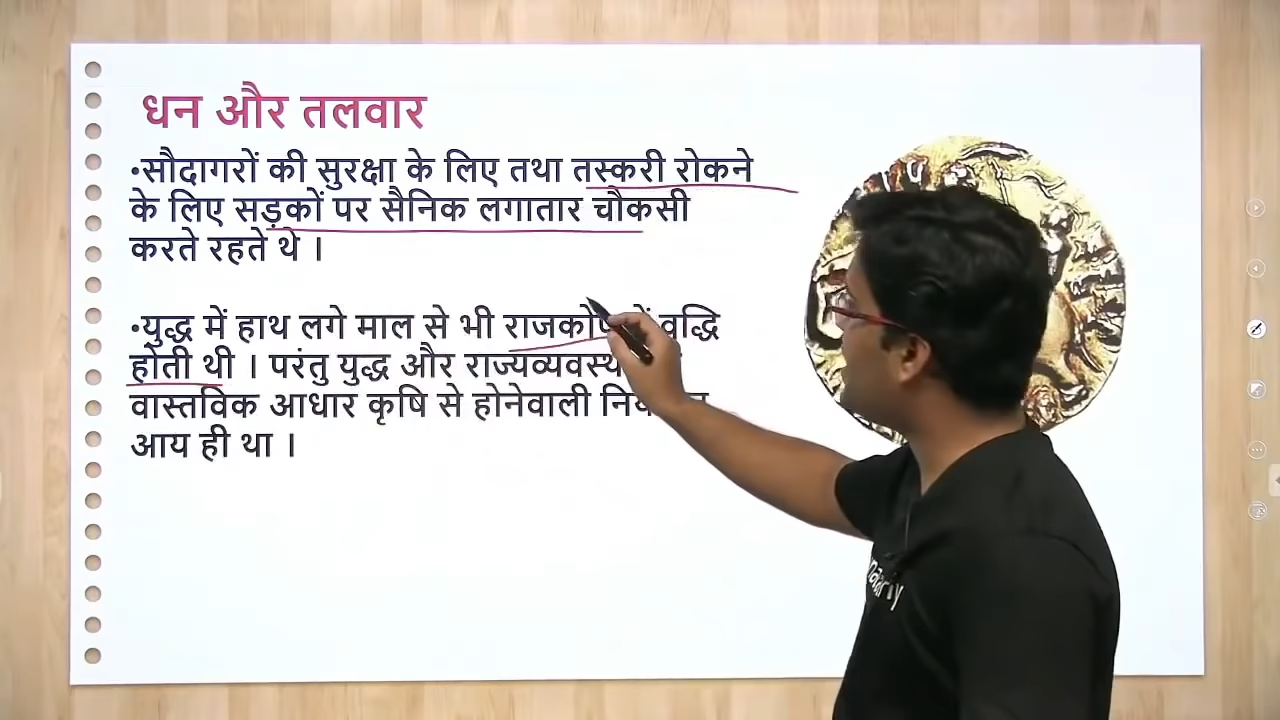 धन और तलवार
•सौदागरों की सुरक्षा के लिए तथा तस्करी रोकने
के लिए सड़कों पर सैनिक लगातार चौकसी
करते रहते थे ।
•युद्ध में हाथ लगे माल से भी वृद्धि
होती थी । परंतु युद्ध और
वास्तविक आधार कृषि से होनेवाली
आय ही था ।